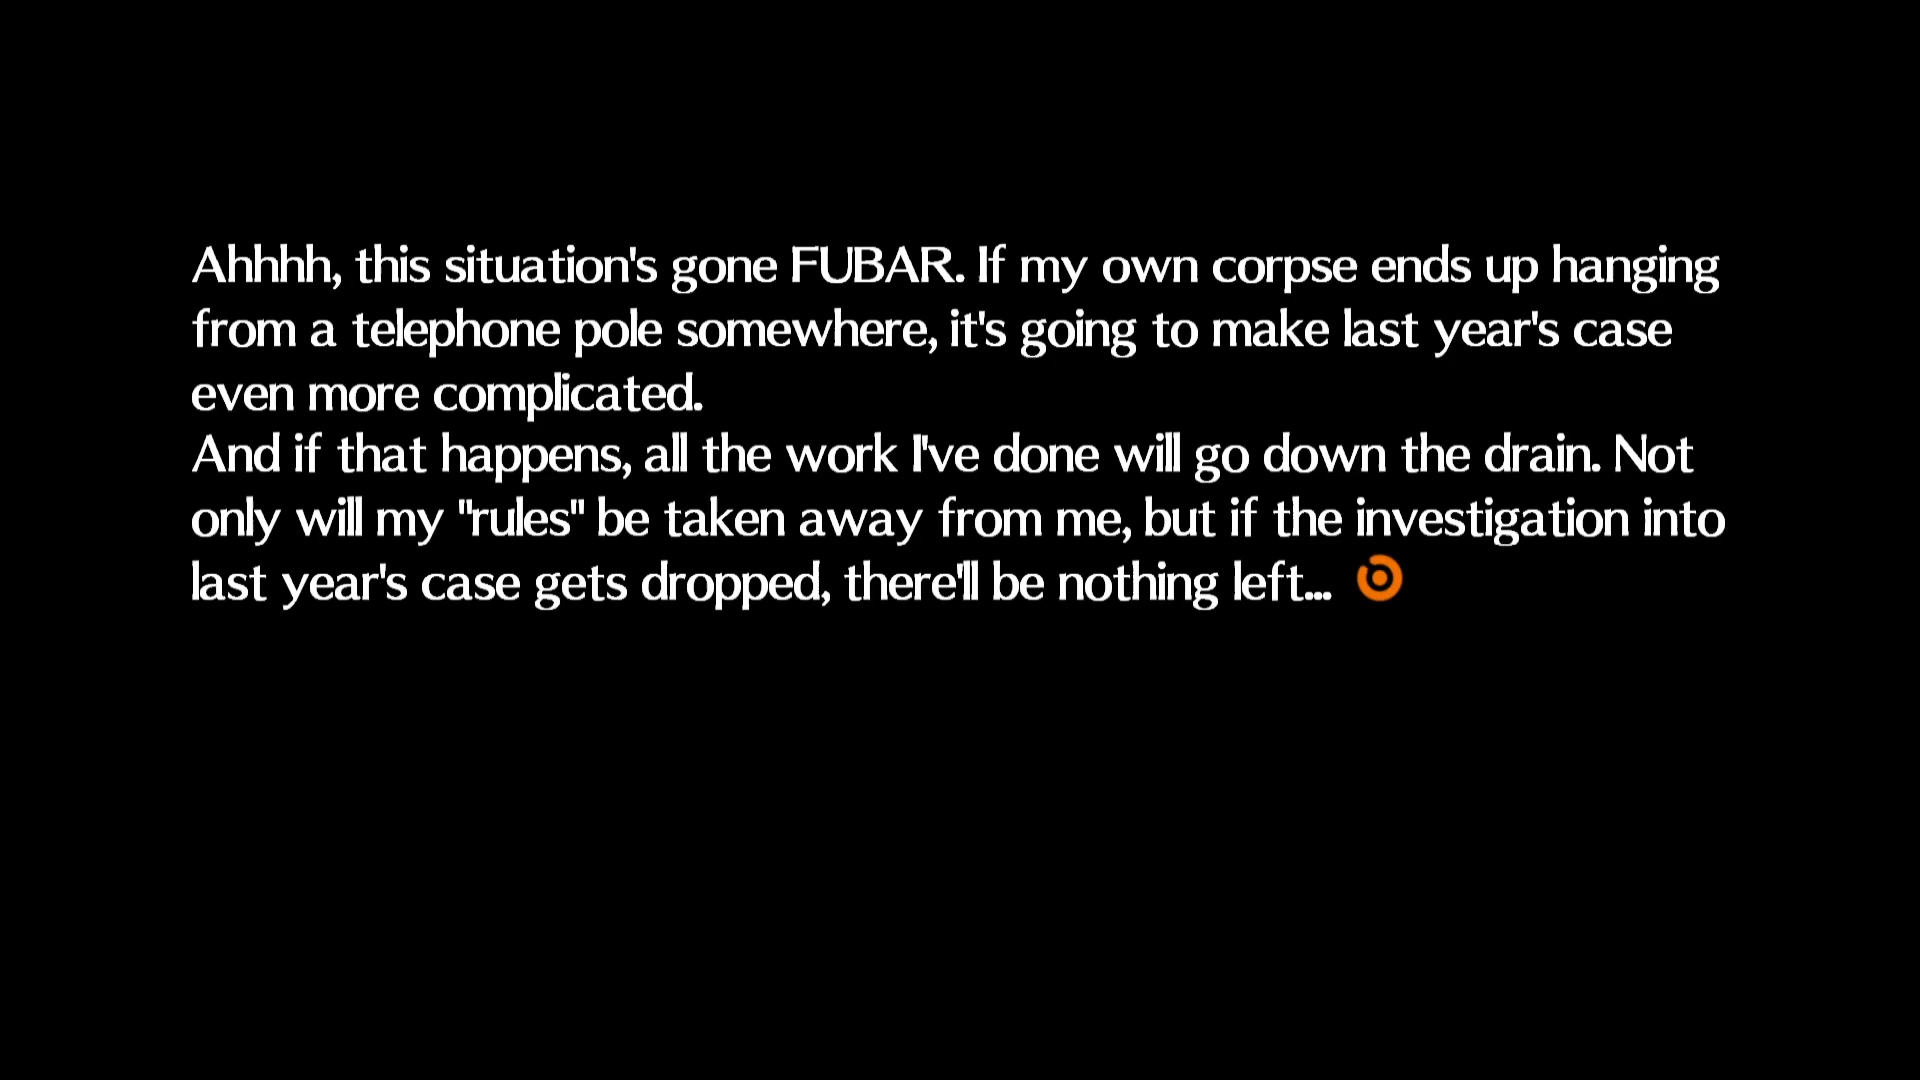 Ahhhh, this situation's gone FUBAR. If my own corpse ends up hanging
from a telephone pole somewhere, it's going to make last year's case
even more complicated.
And if that happens, all the work I've done will go down the drain. Not
only will my "rules" be taken away from me, but if the investigation into
last year's case gets dropped, there'll be nothing left...